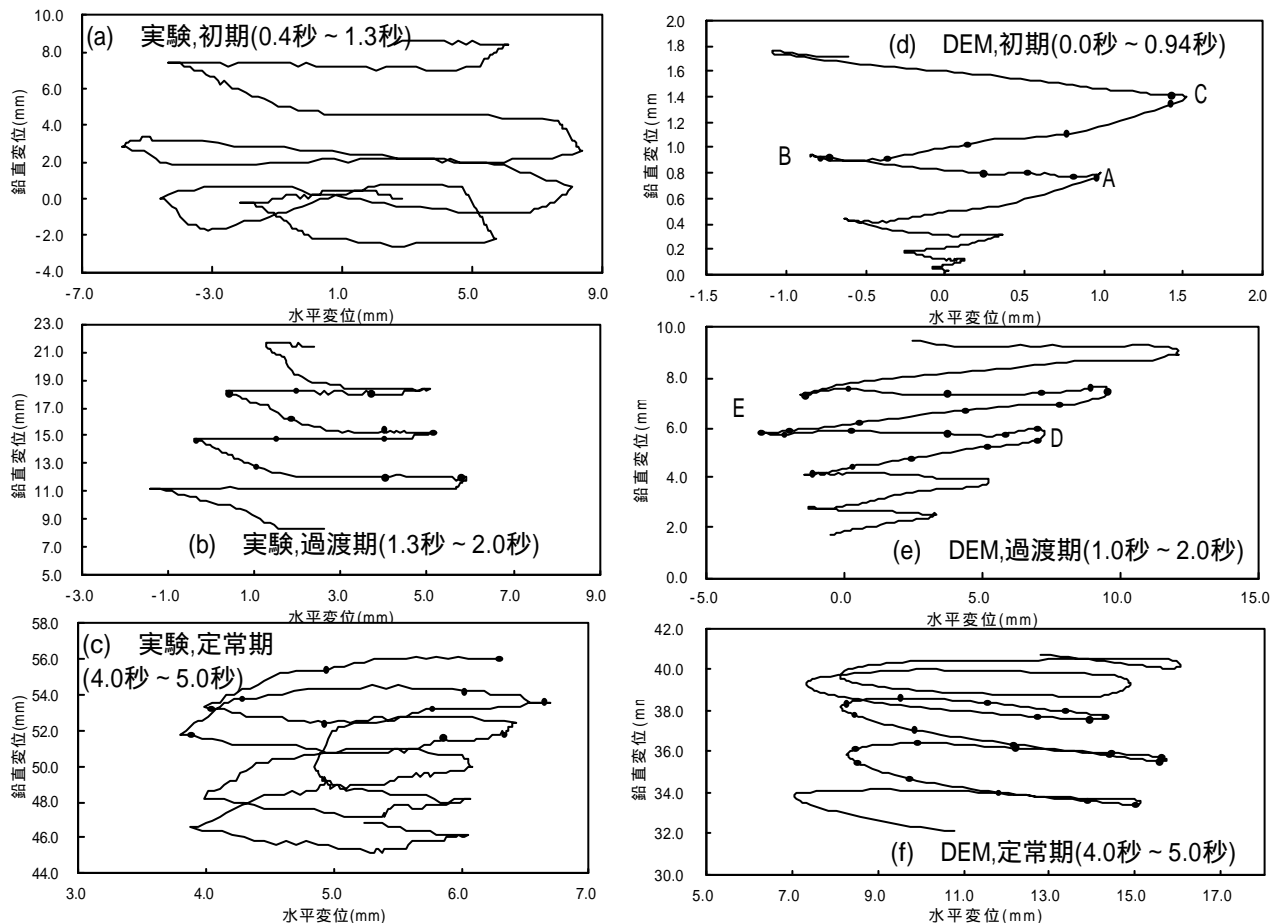 (a) 実験,初期(0.4秒~1.3秒)
鉛直変位(mm)
10.0
8.0
6.0
4.0
2.0
0.0
-2.0
-4.0
-7.0 -3.0 1.0 5.0 9.0
水平変位(mm)
(d) DEM,初期(0.0秒~0.94秒)
鉛直変位(mm
2.0
1.8
1.6
1.4
1.2
1.0
0.8
0.6
0.4
0.2
0.0
C
B
A
-1.5 -1.0 -0.5 0.0 0.5 1.0 1.5 2.0
水平変位(mm)
(b) 実験,過渡期(1.3秒~2.0秒)
鉛直変位(mm)
23.0
21.0
18.0
17.0
15.0
13.0
11.0
9.0
7.0
5.0
-3.0 -1.0 1.0 3.0 5.0 7.0 9.0
水平変位(mm)
(e) DEM,過渡期(1.0秒~2.0秒)
鉛直変位(mm
10.0
8.0
6.0
4.0
2.0
0.0
E
D
-5.0 0.0 5.0 10.0 15.0
水平変位(mm)
(c) 実験,定常期
(4.0秒~5.0秒)
鉛直変位(mm)
58.0
56.0
54.0
52.0
50.0
48.0
46.0
44.0
3.0 4.0 5.0 6.0 7.0
水平変位(mm)
(f) DEM,定常期(4.0秒~5.0秒)
鉛直変位(mm
42.0
40.0
38.0
36.0
34.0
32.0
30.0
5.0 7.0 9.0 11.0 13.0 15.0 17.0
水平変位(mm)